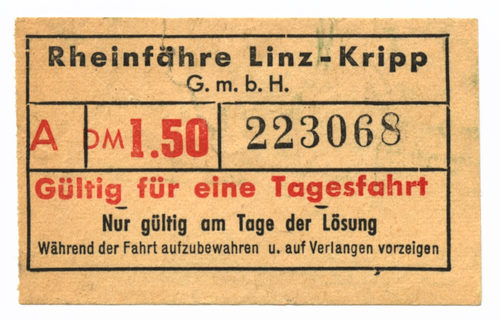 Rheinfähre Linz-Kripp
G.m.b.H.
A DM 1.50 223068
Gültig für eine Tagesfahrt
Nur gültig am Tage der Lösung
Während der Fahrt aufzubewahren u. auf Verlangen vorzeigen